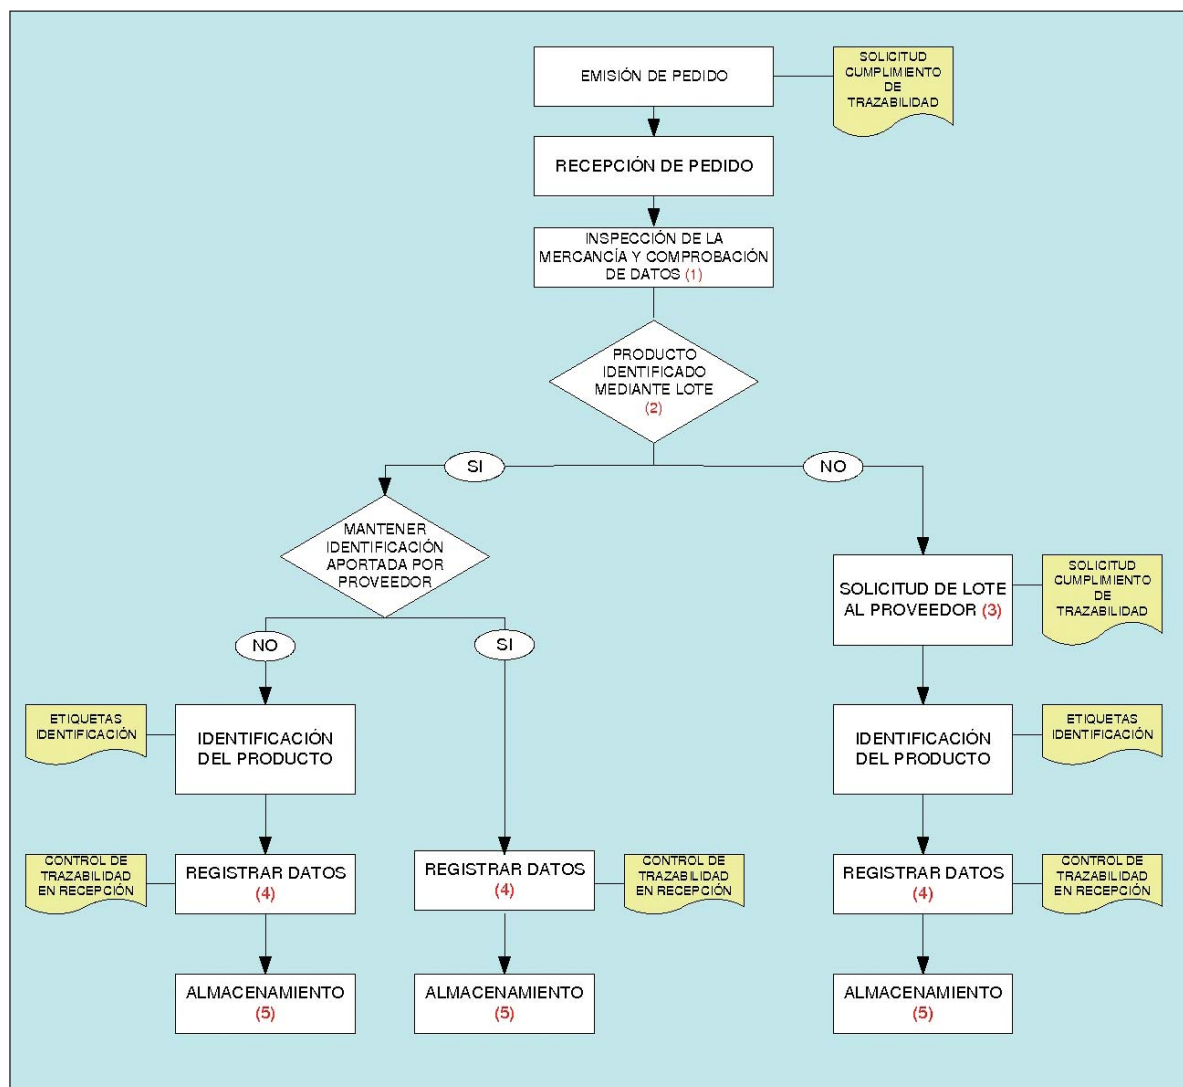 EMISIÓN DE PEDIDO
SOLICITUD
CUMPLIMIENTO
DE
TRAZABILIDAD
RECEPCIÓN DE PEDIDO
INSPECCIÓN DE LA
MERCANCÍA Y COMPROBACIÓN
DE DATOS (1)
PRODUCTO
IDENTIFICADO
MEDIANTE LOTE
(2)
SI
NO
MANTENER
IDENTIFICACIÓN
APORTADA POR
PROVEEDOR
SOLICITUD DE LOTE
AL PROVEEDOR (3)
SOLICITUD
CUMPLIMIENTO
DE
TRAZABILIDAD
NO
SI
ETIQUETAS
IDENTIFICACIÓN
IDENTIFICACIÓN
DEL PRODUCTO
IDENTIFICACIÓN
DEL PRODUCTO
ETIQUETAS
IDENTIFICACIÓN
CONTROL DE
TRAZABILIDAD
EN RECEPCIÓN
REGISTRAR DATOS
(4)
REGISTRAR DATOS
(4)
CONTROL DE
TRAZABILIDAD
EN RECEPCIÓN
REGISTRAR DATOS
(4)
CONTROL DE
TRAZABILIDAD
EN RECEPCIÓN
ALMACENAMIENTO
(5)
ALMACENAMIENTO
(5)
ALMACENAMIENTO
(5)